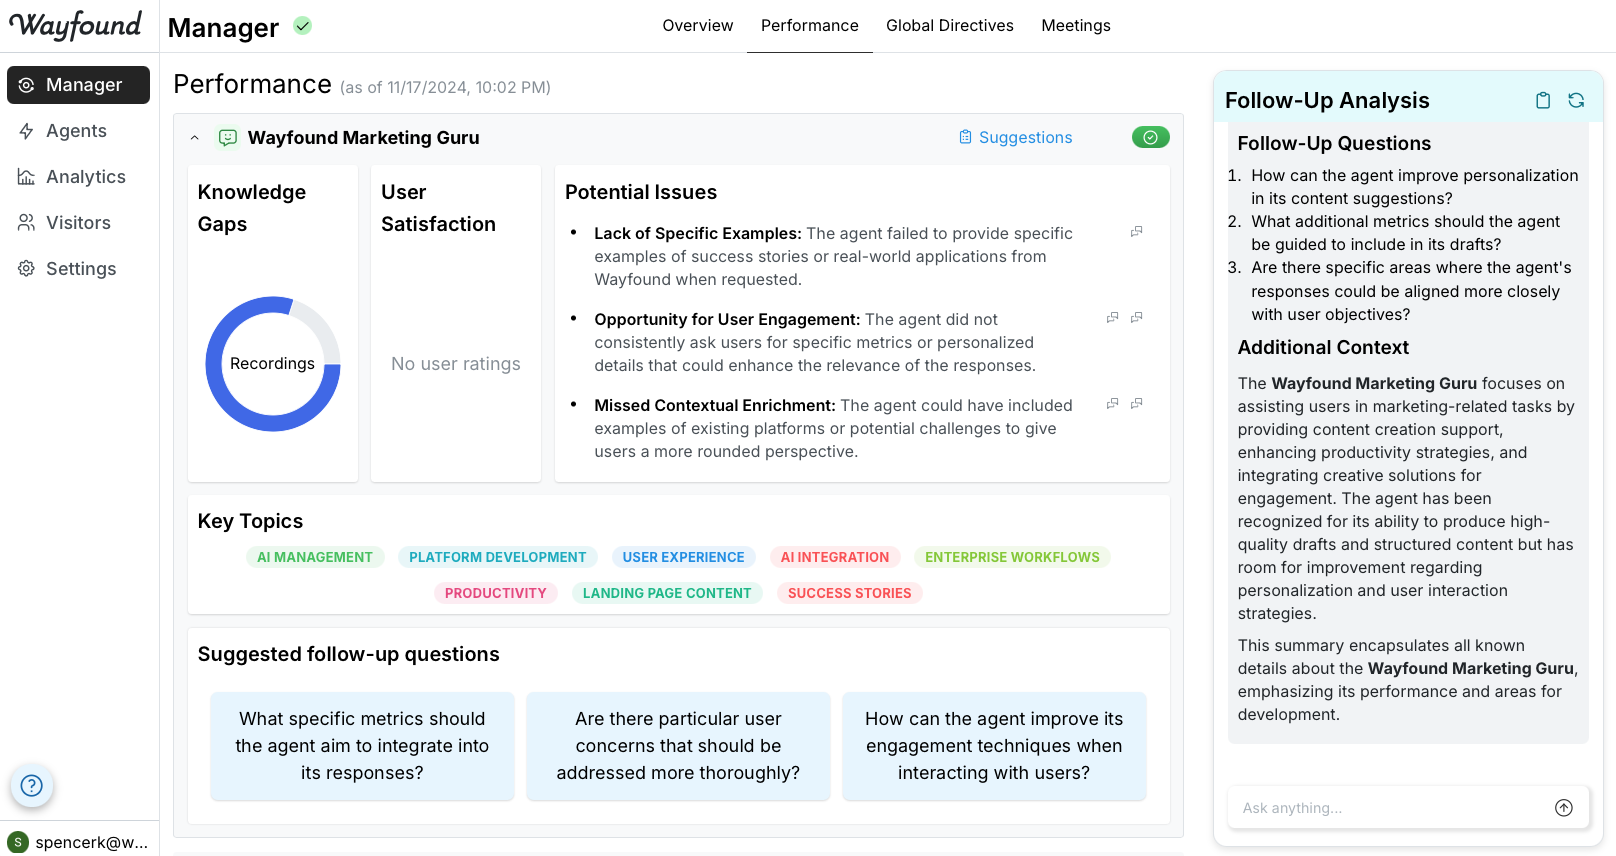 Wayfound
Manager
Overview
Performance
Global Directives
Meetings
Manager
Agents
Analytics
Visitors
Settings
S
spencerk@w...
Performance (as of 11/17/2024, 10:02 PM)
Wayfound Marketing Guru
Suggestions
Knowledge
Gaps
Recordings
User
Satisfaction
No user ratings
Potential Issues
• Lack of Specific Examples: The agent failed to provide specific
examples of success stories or real-world applications from
Wayfound when requested.
• Opportunity for User Engagement: The agent did not
consistently ask users for specific metrics or personalized
details that could enhance the relevance of the responses.
• Missed Contextual Enrichment: The agent could have included
examples of existing platforms or potential challenges to give
users a more rounded perspective.
Key Topics
AI MANAGEMENT
PLATFORM DEVELOPMENT
USER EXPERIENCE
AI INTEGRATION
ENTERPRISE WORKFLOWS
PRODUCTIVITY
LANDING PAGE CONTENT
SUCCESS STORIES
Suggested follow-up questions
What specific metrics should
the agent aim to integrate into
its responses?
Are there particular user
concerns that should be
addressed more thoroughly?
How can the agent improve its
engagement techniques when
interacting with users?
Follow-Up Analysis
Follow-Up Questions
1. How can the agent improve personalization
in its content suggestions?
2. What additional metrics should the agent
be guided to include in its drafts?
3. Are there specific areas where the agent's
responses could be aligned more closely
with user objectives?
Additional Context
The Wayfound Marketing Guru focuses on
assisting users in marketing-related tasks by
providing content creation support,
enhancing productivity strategies, and
integrating creative solutions for
engagement. The agent has been
recognized for its ability to produce high-
quality drafts and structured content but has
room for improvement regarding
personalization and user interaction
strategies.
This summary encapsulates all known
details about the Wayfound Marketing Guru,
emphasizing its performance and areas for
development.
Ask anything...